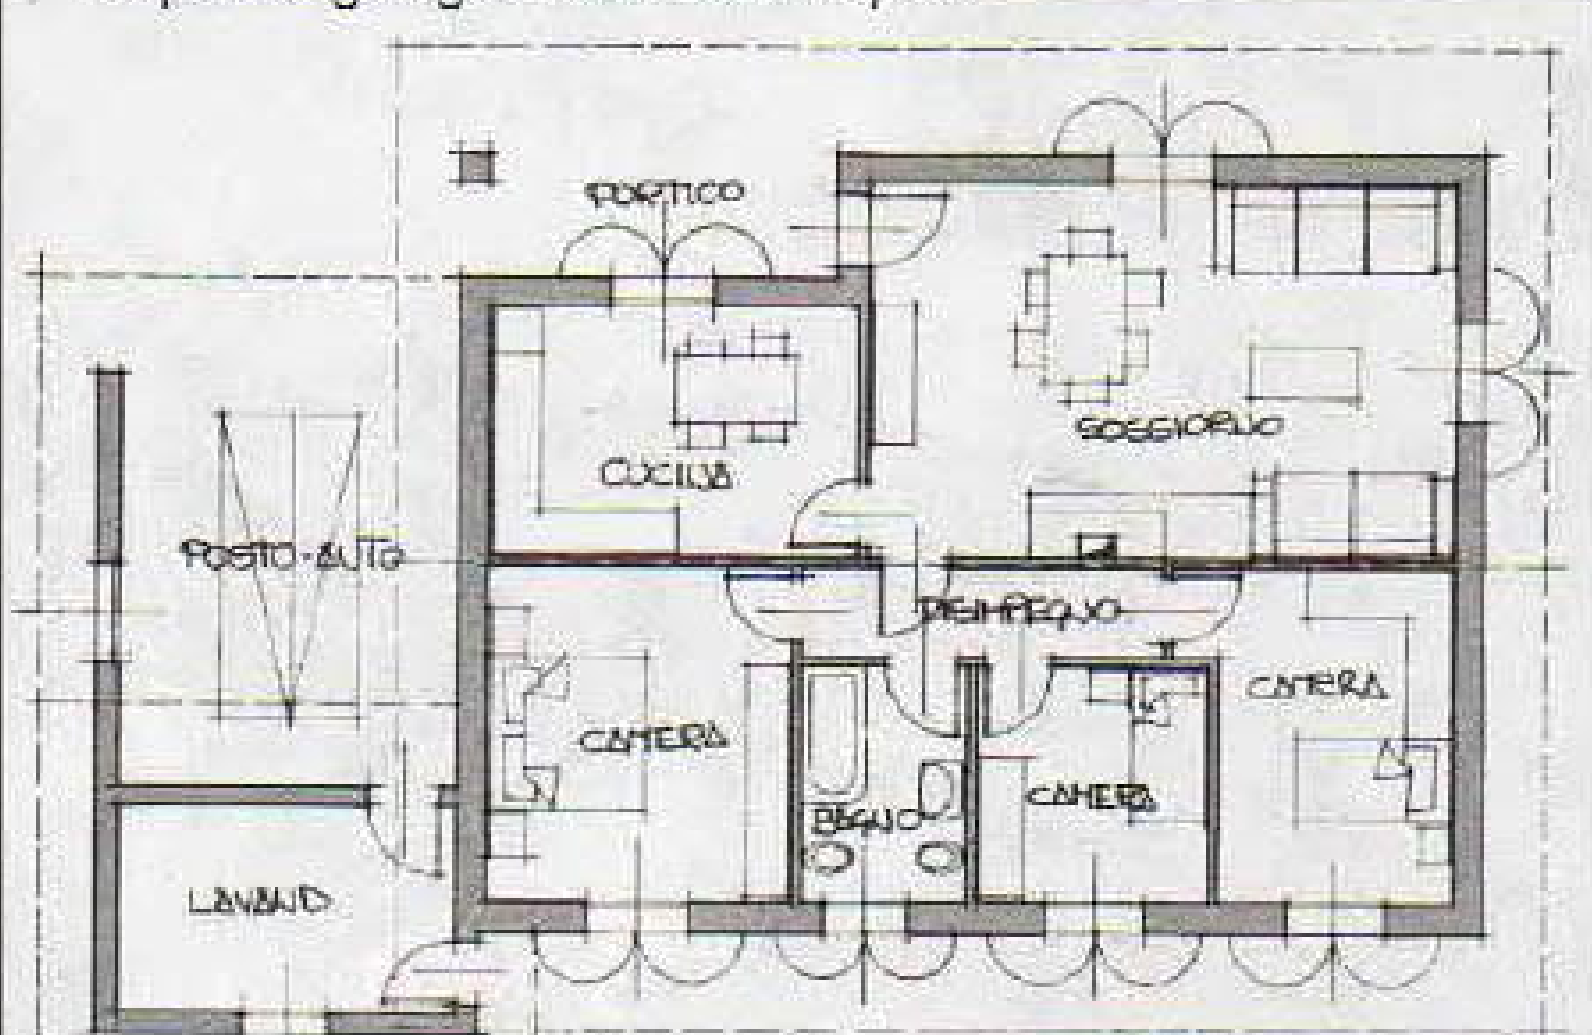 PORTICO
SOGGIORNO
CUCINA
POSTO-AUTO
DISIMPEGNO
CAMERA
CAMERA
CAMERA
BAGNO
LAVAND